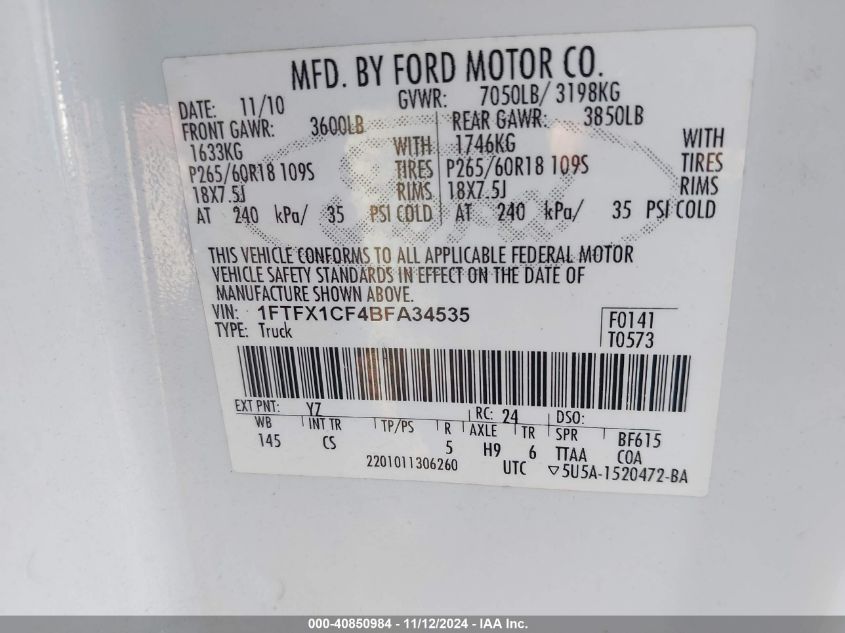 MFD. BY FORD MOTOR CO.
DATE: 11/10 GVWR: 7050LB/ 3198KG
FRONT GAWR: 3600LB REAR GAWR: 3850LB
1633KG WITH 1746KG WITH
P265/60R18 109S TIRES P265/60R18 109S TIRES
18X7.5J RIMS 18X7.5J RIMS
AT 240 kPa/ 35 PSI COLD AT 240 kPa/ 35 PSI COLD
THIS VEHICLE CONFORMS TO ALL APPLICABLE FEDERAL MOTOR
VEHICLE SAFETY STANDARDS IN EFFECT ON THE DATE OF
MANUFACTURE SHOWN ABOVE.
VIN: 1FTFX1CF4BFA34535 F0141
TYPE: Truck T0573
EXT PNT: YZ RC: 24 DSO:
WB INT TR TP/PS R AXLE TR SPR BF615
145 CS 5 H9 6 TTAA COA
2201011306260 UTC ▽5U5A-1520472-BA
000-40850984 - 11/12/2024 - IAA Inc.